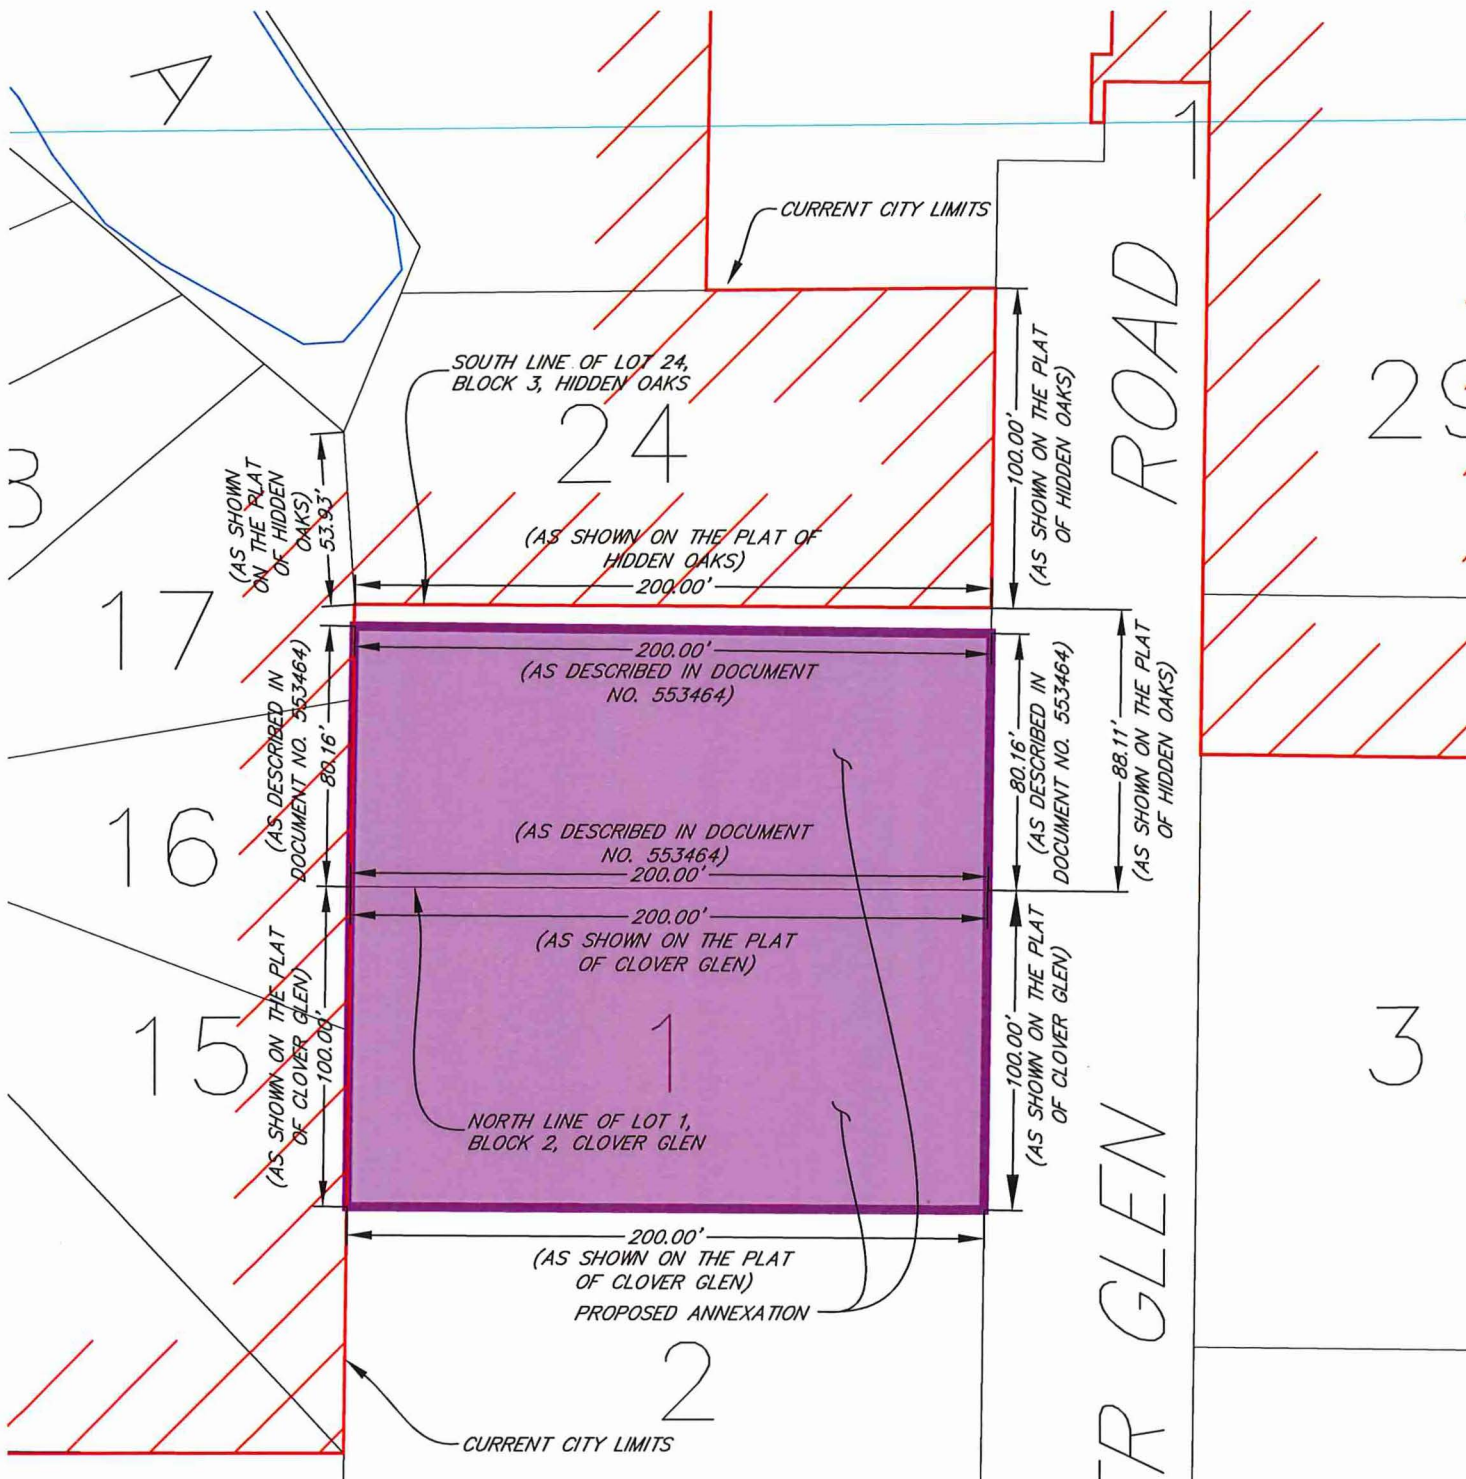 A
1
CURRENT CITY LIMITS
ROAD
SOUTH LINE OF LOT 24,
BLOCK 3, HIDDEN OAKS
24
100.00'
(AS SHOWN ON THE PLAT
OF HIDDEN OAKS)
(AS SHOWN
ON THE PLAT
OF HIDDEN
OAKS)
53.93'
(AS SHOWN ON THE PLAT OF
HIDDEN OAKS)
200.00'
17
200.00'
(AS DESCRIBED IN DOCUMENT
NO. 553464)
(AS DESCRIBED IN
DOCUMENT NO. 553464)
80.16'
80.16'
(AS DESCRIBED IN
DOCUMENT NO. 553464)
88.11'
(AS SHOWN ON THE PLAT
OF HIDDEN OAKS)
16
(AS DESCRIBED IN DOCUMENT
NO. 553464)
200.00'
200.00'
(AS SHOWN ON THE PLAT
OF CLOVER GLEN)
15
(AS SHOWN ON THE PLAT
OF CLOVER GLEN)
100.00'
1
100.00'
(AS SHOWN ON THE PLAT
OF CLOVER GLEN)
3
NORTH LINE OF LOT 1,
BLOCK 2, CLOVER GLEN
200.00'
(AS SHOWN ON THE PLAT
OF CLOVER GLEN)
PROPOSED ANNEXATION
GLEN
2
CURRENT CITY LIMITS